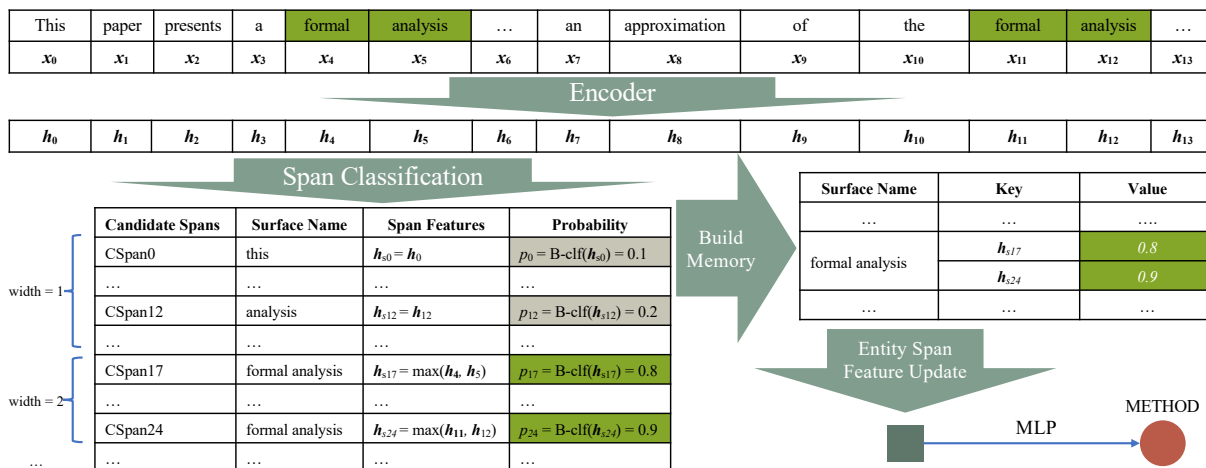 This paper presents a formal analysis … an approximation of the formal analysis …
x0 x1 x2 x3 x4 x5 x6 x7 x8 x9 x10 x11 x12 x13
Encoder
h0 h1 h2 h3 h4 h5 h6 h7 h8 h9 h10 h11 h12 h13
Span Classification
Candidate Spans Surface Name Span Features Probability
CSpan0 this hs0 = h0 p0 = B-clf(hs0) = 0.1
… … … …
width = 1
CSpan12 analysis hs12 = h12 p12 = B-clf(hs12) = 0.2
… … … …
CSpan17 formal analysis hs17 = max(h4, h5) p17 = B-clf(hs17) = 0.8
width = 2
… … … …
CSpan24 formal analysis hs24 = max(h11, h12) p24 = B-clf(hs24) = 0.9
… … … … …
Build
Memory
Surface Name Key Value
… … ….
formal analysis hs17 0.8
hs24 0.9
… … …
Entity Span
Feature Update
MLP
METHOD